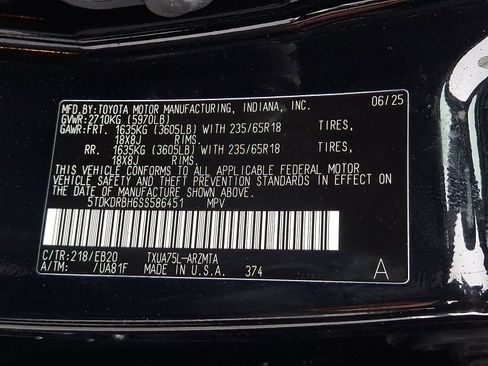 MFD.BY:TOYOTA MOTOR MANUFACTURING, INDIANA, INC. 06/25
GVWR:2710KG (5970LB)
GAWR:FRT. 1635KG (3605LB) WITH 235/65R18 TIRES,
18X8J RIMS
RR. 1635KG (3605LB) WITH 235/65R18 TIRES,
18X8J RIMS
THIS VEHICLE CONFORMS TO ALL APPLICABLE FEDERAL MOTOR
VEHICLE SAFETY AND THEFT PREVENTION STANDARDS IN EFFECT ON
THE DATE OF MANUFACTURE SHOWN ABOVE.
5TDKDRBH6SS586451 MPV
C/TR:218/EB20 TXUA75L-ARZMTA
A/TM: /UA81F MADE IN U.S.A. 374 A